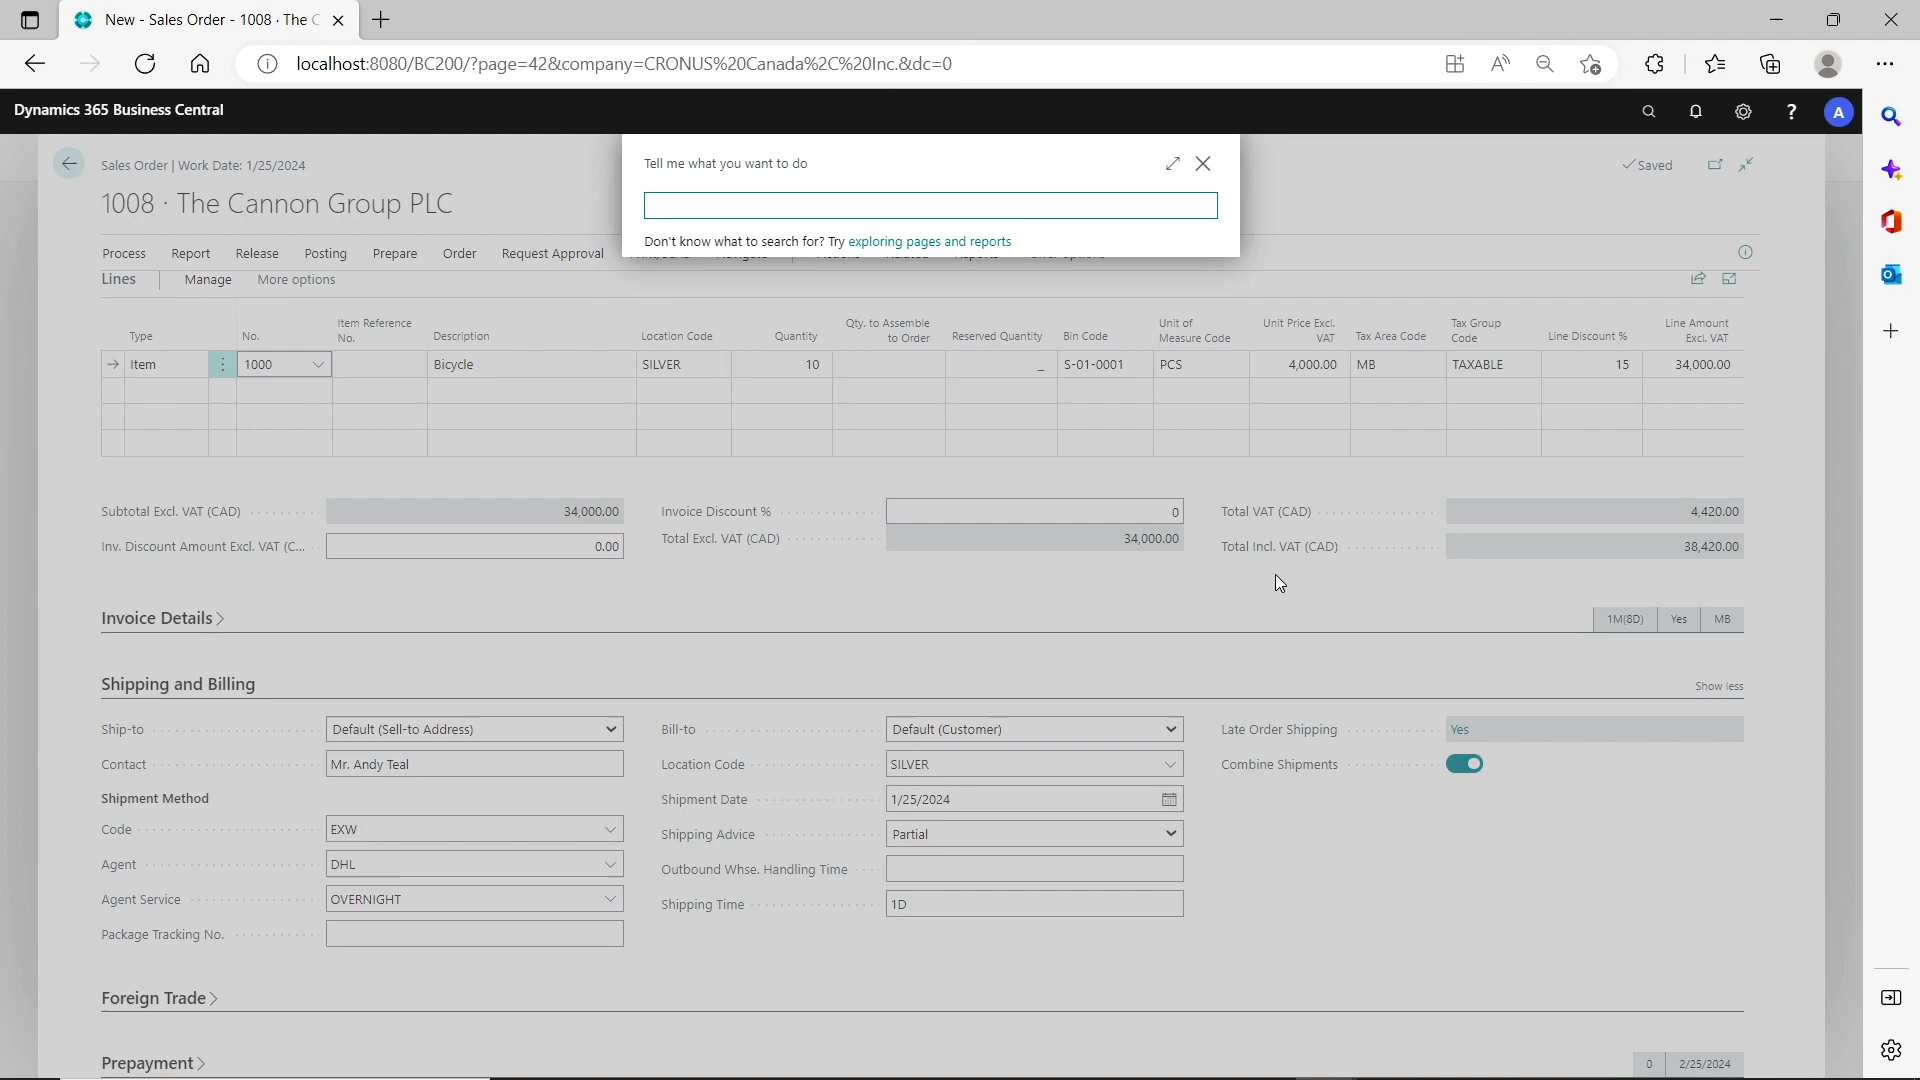 New - Sales Order - 1008 · The C
localhost:8080/BC200/?page=42&company=CRONUS%20Canada%2C%20Inc.&dc=0
Dynamics 365 Business Central
A
Sales Order | Work Date: 1/25/2024
Tell me what you want to do
Saved
1008 · The Cannon Group PLC
Don't know what to search for? Try exploring pages and reports
Process Report Release Posting Prepare Order Request Approval
Lines Manage More options
Type No. Item Reference No. Description Location Code Quantity Qty. to Assemble to Order Reserved Quantity Bin Code Unit of Measure Code Unit Price Excl. VAT Tax Area Code Tax Group Code Line Discount % Line Amount Excl. VAT
Item 1000 Bicycle SILVER 10 _ S-01-0001 PCS 4,000.00 MB TAXABLE 15 34,000.00
Subtotal Excl. VAT (CAD) 34,000.00 Invoice Discount % 0 Total VAT (CAD) 4,420.00
Inv. Discount Amount Excl. VAT (C... 0.00 Total Excl. VAT (CAD) 34,000.00 Total Incl. VAT (CAD) 38,420.00
Invoice Details 1M(8D) Yes MB
Shipping and Billing Show less
Ship-to Default (Sell-to Address) Bill-to Default (Customer) Late Order Shipping Yes
Contact Mr. Andy Teal Location Code SILVER Combine Shipments
Shipment Method Shipment Date 1/25/2024
Code EXW Shipping Advice Partial
Agent DHL Outbound Whse. Handling Time
Agent Service OVERNIGHT Shipping Time 1D
Package Tracking No.
Foreign Trade
Prepayment 0 2/25/2024